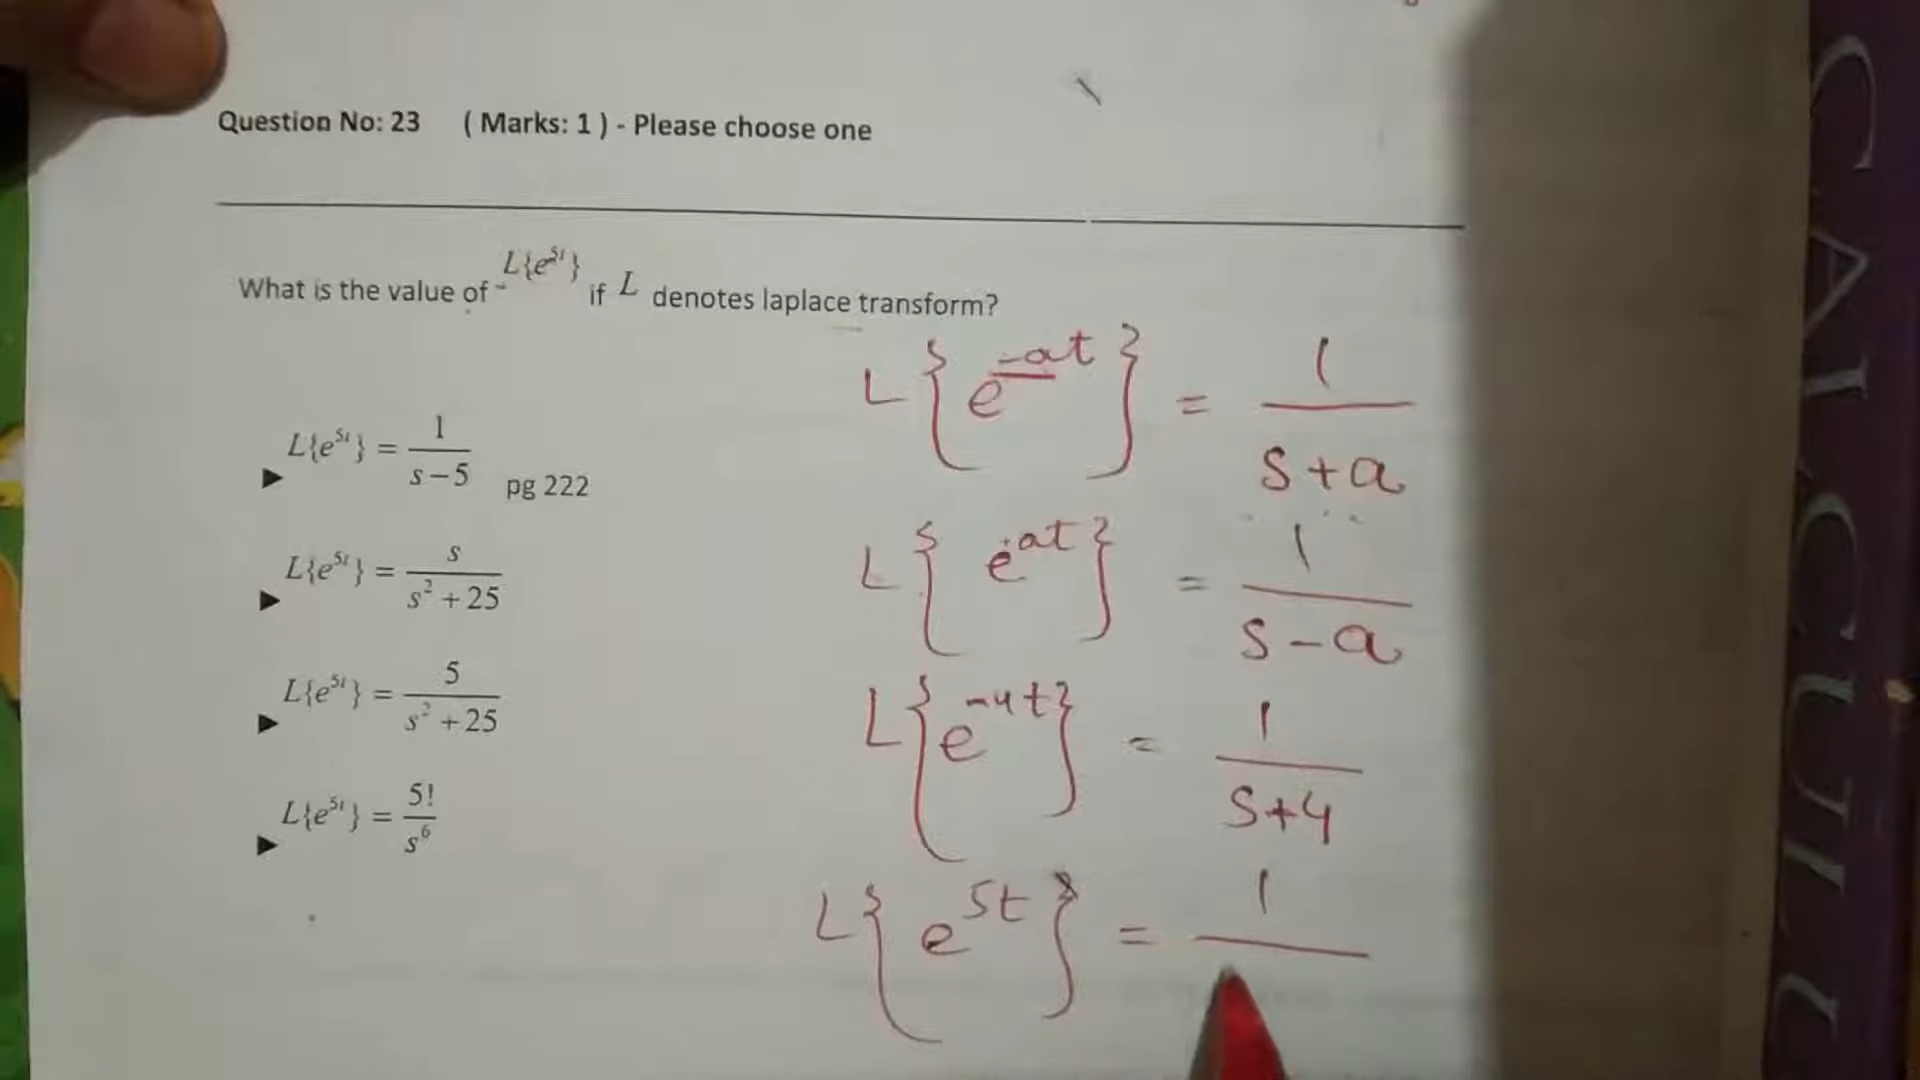 Question No: 23 ( Marks: 1 ) - Please choose one
What is the value of L{e^5t} if L denotes laplace transform?
L{e^5t} = 1/(s-5) pg 222
L{e^5t} = s/(s^2+25)
L{e^5t} = 5/(s^2+25)
L{e^5t} = 5!/s^6
L{e^-at} = 1/(s+a)
L{e^at} = 1/(s-a)
L{e^-4t} = 1/(s+4)
L{e^5t} = 1/
CALCUL